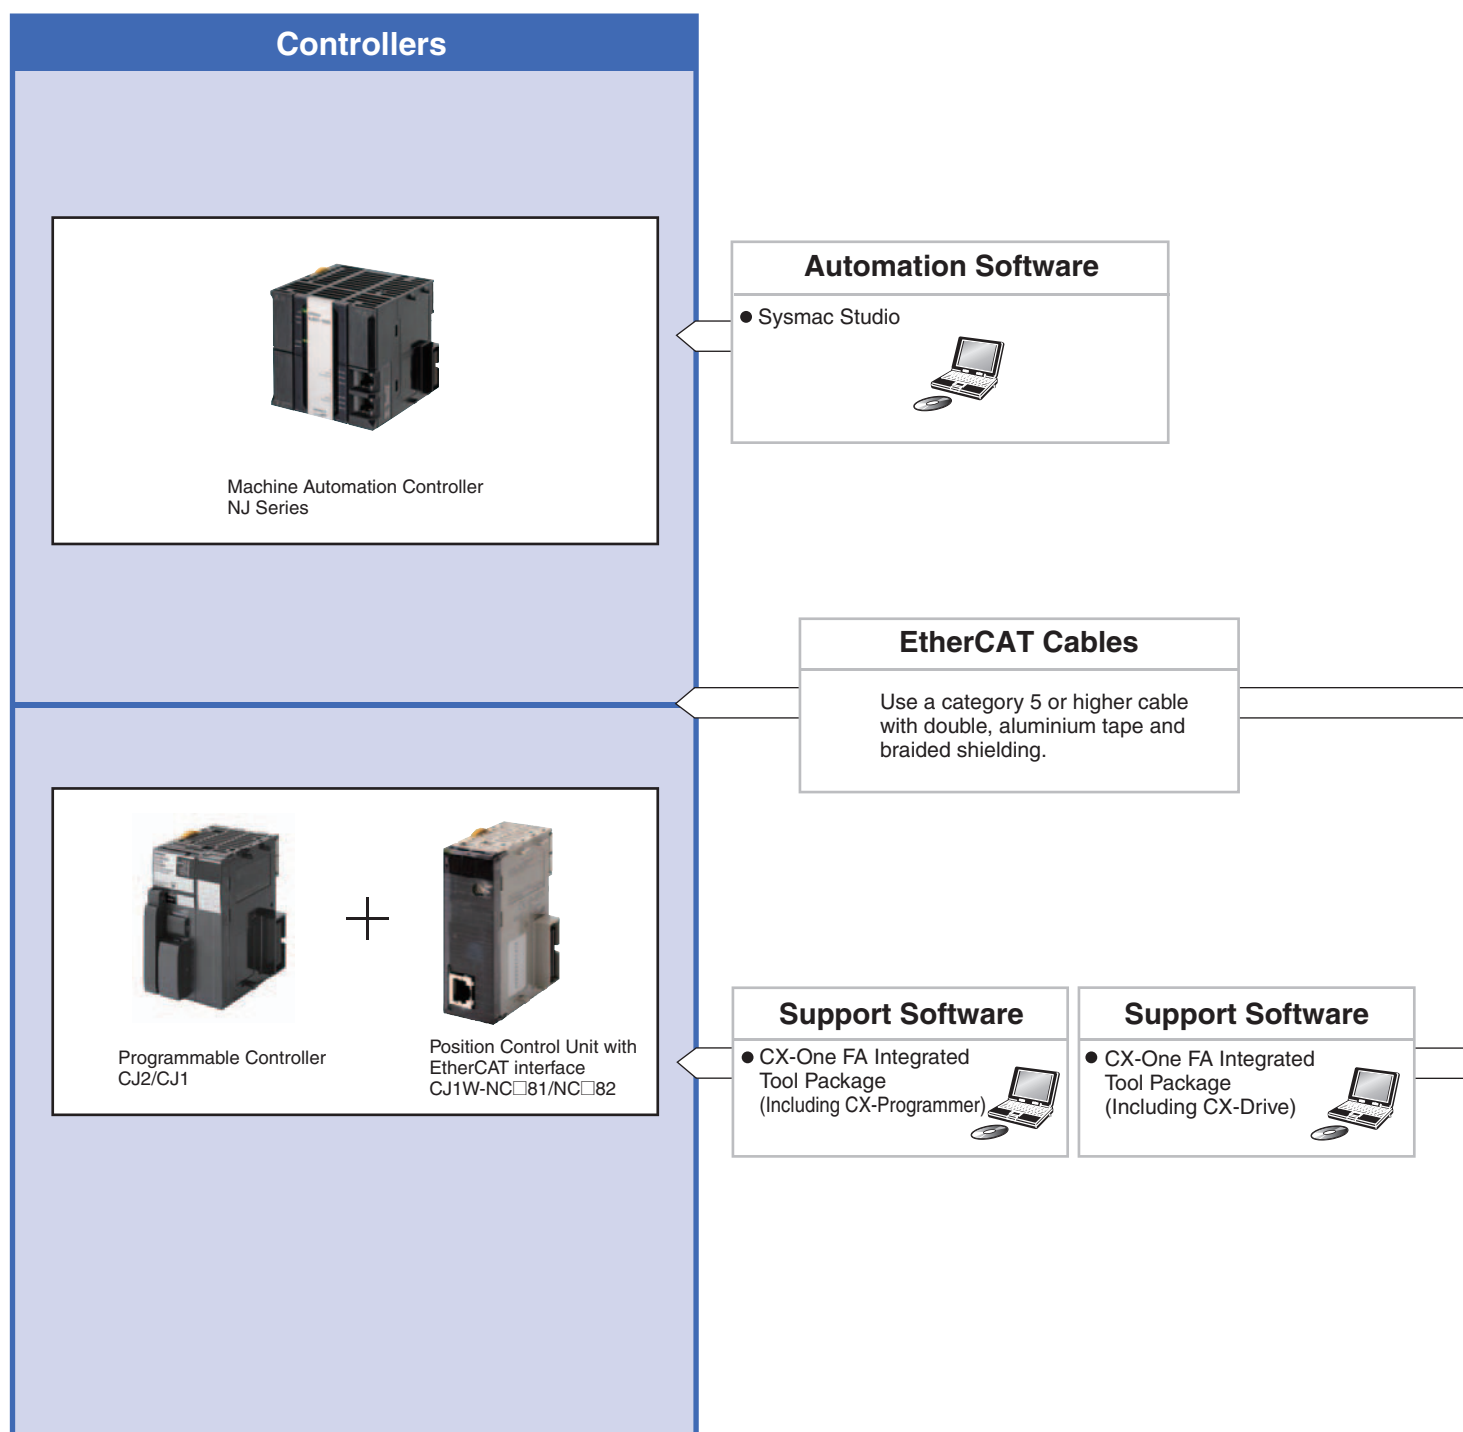 Controllers
Automation Software
● Sysmac Studio
Machine Automation Controller
NJ Series
EtherCAT Cables
Use a category 5 or higher cable
with double, aluminium tape and
braided shielding.
Programmable Controller
CJ2/CJ1
Position Control Unit with
EtherCAT interface
CJ1W-NC□81/NC□82
Support Software
● CX-One FA Integrated
Tool Package
(Including CX-Programmer)
Support Software
● CX-One FA Integrated
Tool Package
(Including CX-Drive)